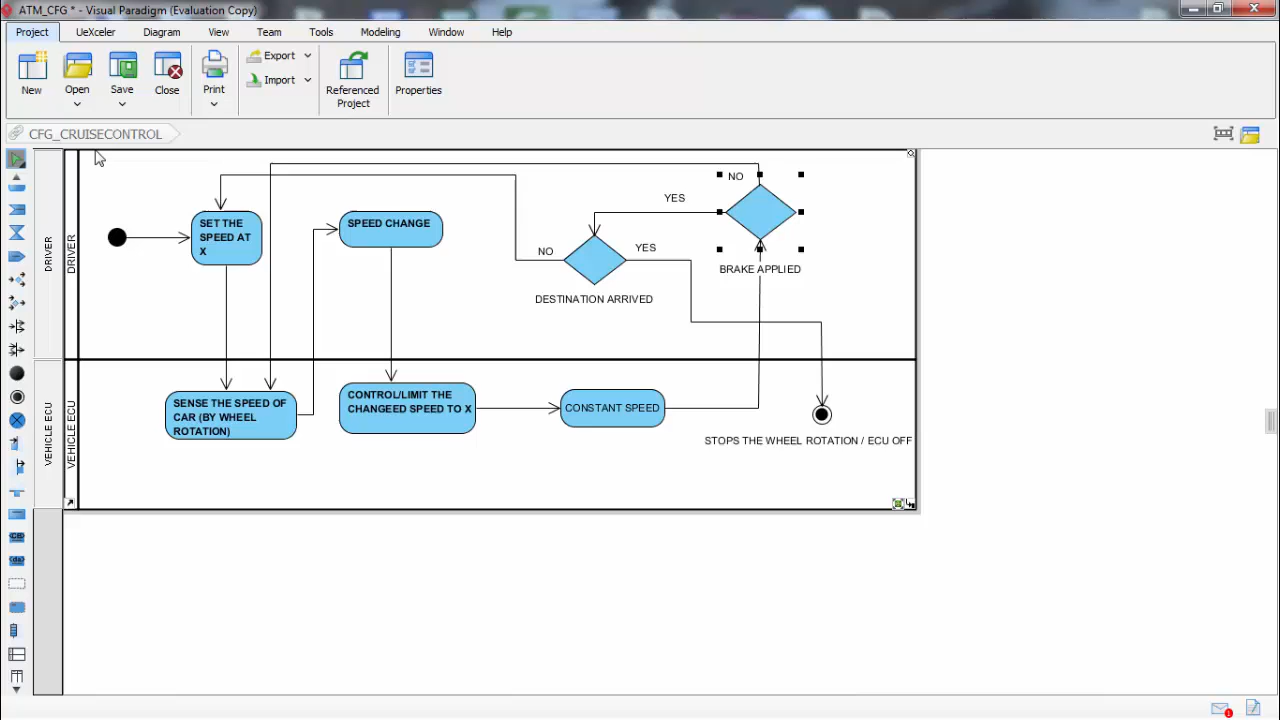 ATM_CFG * - Visual Paradigm (Evaluation Copy)
Project UeXceler Diagram View Team Tools Modeling Window Help
New Open Save Close Print Export Import Referenced Project Properties
CFG_CRUISECONTROL
DRIVER
DRIVER
SET THE
SPEED AT
X
SPEED CHANGE
NO
YES
NO
YES
BRAKE APPLIED
DESTINATION ARRIVED
VEHICLE ECU
VEHICLE ECU
SENSE THE SPEED OF
CAR (BY WHEEL
ROTATION)
CONTROL/LIMIT THE
CHANGEED SPEED TO X
CONSTANT SPEED
STOPS THE WHEEL ROTATION / ECU OFF